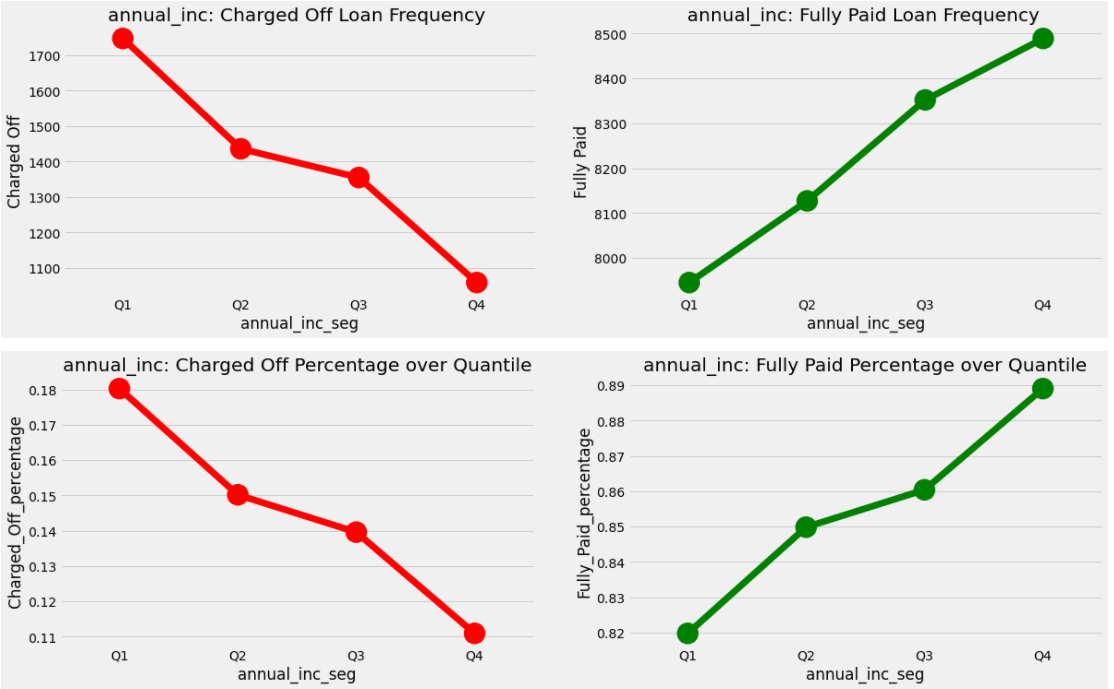 annual_inc: Charged Off Loan Frequency
Charged Off
1700
1600
1500
1400
1300
1200
1100
Q1 Q2 Q3 Q4
annual_inc_seg
annual_inc: Fully Paid Loan Frequency
Fully Paid
8500
8400
8300
8200
8100
8000
Q1 Q2 Q3 Q4
annual_inc_seg
annual_inc: Charged Off Percentage over Quantile
Charged_Off_percentage
0.18
0.17
0.16
0.15
0.14
0.13
0.12
0.11
Q1 Q2 Q3 Q4
annual_inc_seg
annual_inc: Fully Paid Percentage over Quantile
Fully_Paid_percentage
0.89
0.88
0.87
0.86
0.85
0.84
0.83
0.82
Q1 Q2 Q3 Q4
annual_inc_seg